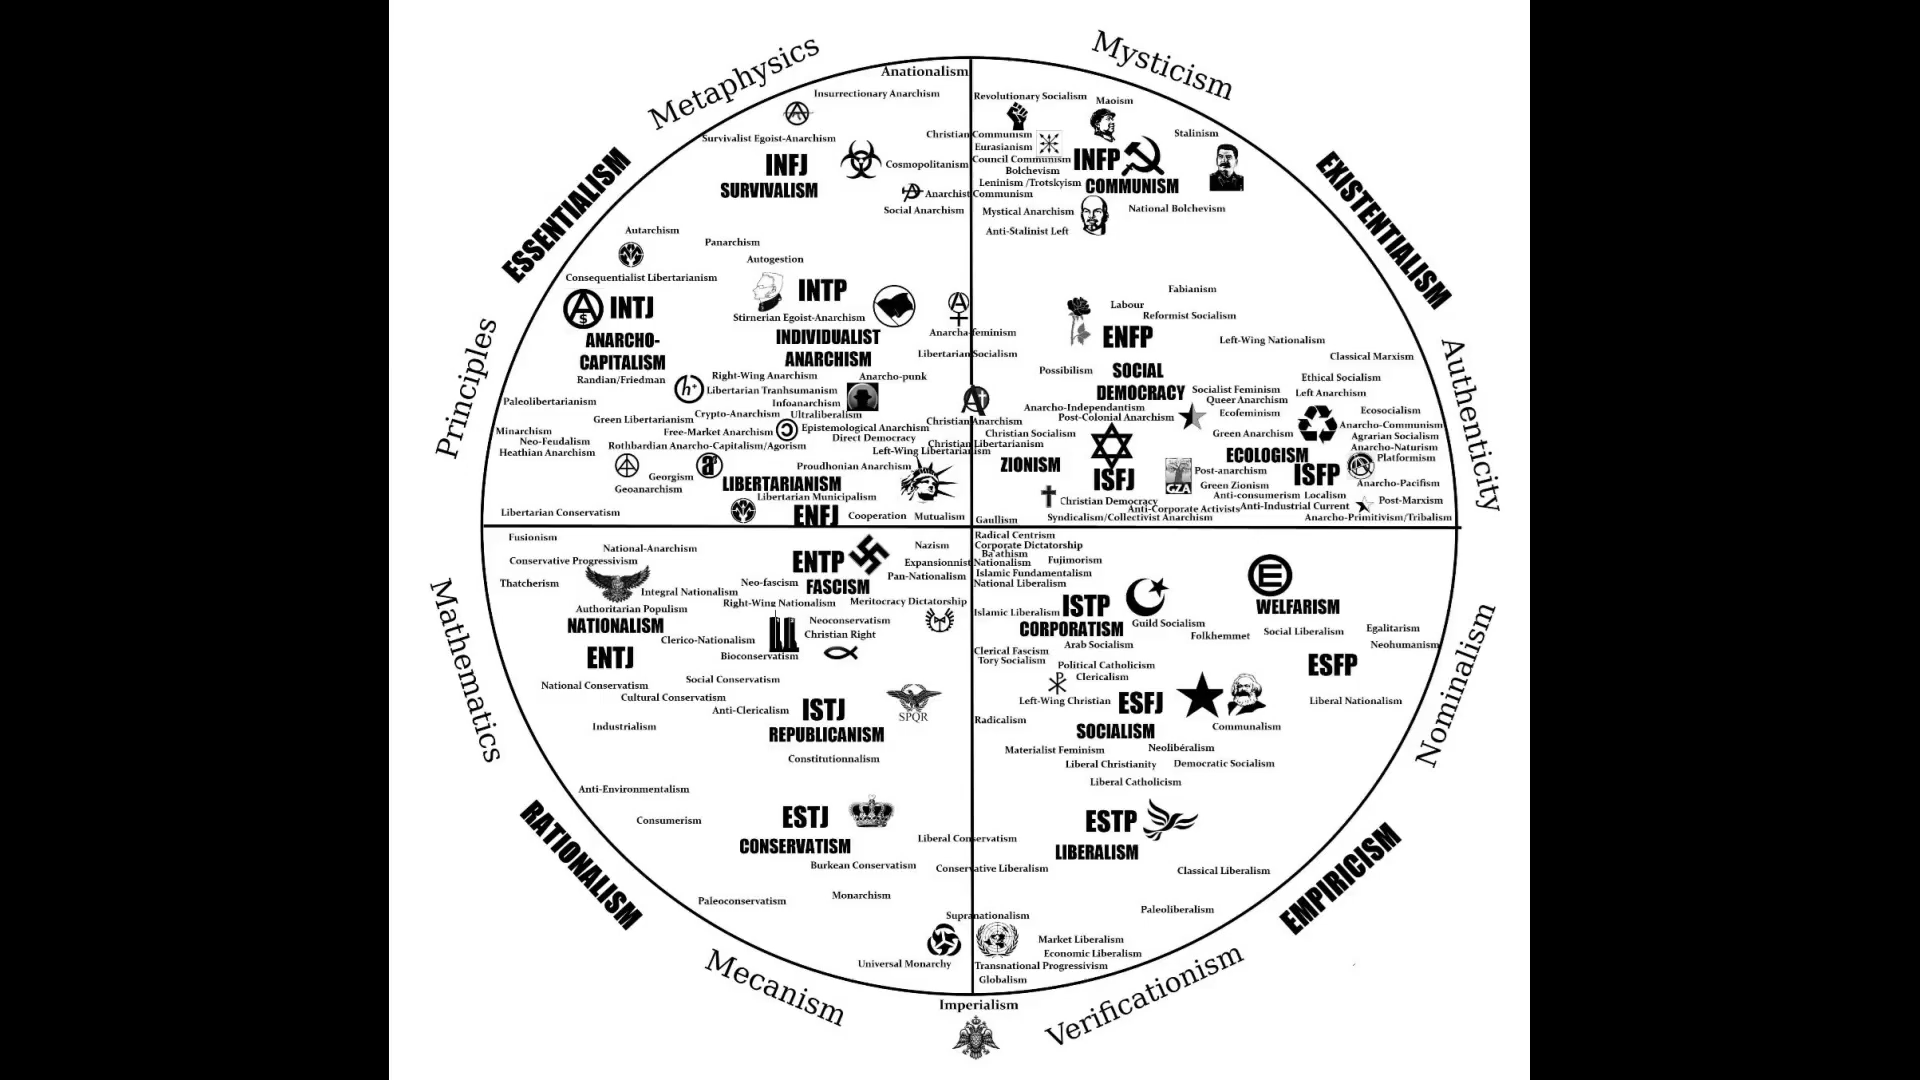 Metaphysics
Mysticism
ESSENTIALISM
EXISTENTIALISM
Principles
Authenticity
Anationalism
Insurrectionary Anarchism
Survivalist Egoist-Anarchism
INFJ
SURVIVALISM
Cosmopolitanism
Christian Communism
Anarchist Communism
Social Anarchism
Revolutionary Socialism
Maoism
Stalinism
Eurasianism
Council Communism
Bolchevism
Leninism /Trotskyism
INFP
COMMUNISM
Mystical Anarchism
National Bolchevism
Anti-Stalinist Left
Autarchism
Panarchism
Autogestion
Consequentialist Libertarianism
A
$
INTJ
ANARCHO-
CAPITALISM
Randian/Friedman
INTP
Stirnerian Egoist-Anarchism
INDIVIDUALIST
ANARCHISM
Anarcha-feminism
Libertarian Socialism
Right-Wing Anarchism
Anarcho-punk
h+
Libertarian Tranhsumanism
Infoanarchism
Paleolibertarianism
Crypto-Anarchism
Ultraliberalism
Green Libertarianism
Epistemological Anarchism
Christian Anarchism
Minarchism
Free-Market Anarchism
Direct Democracy
Neo-Feudalism
Rothbardian Anarcho-Capitalism/Agorism
Christian Libertarianism
Heathian Anarchism
Left-Wing Libertarianism
Proudhonian Anarchism
Georgism
a³
LIBERTARIANISM
Geoanarchism
Libertarian Municipalism
Libertarian Conservatism
ENFJ
Cooperation
Mutualism
Fabianism
Labour
Reformist Socialism
ENFP
Left-Wing Nationalism
Classical Marxism
Possibilism
SOCIAL
DEMOCRACY
Ethical Socialism
Socialist Feminism
Left Anarchism
Queer Anarchism
Anarcho-Independantism
Ecofeminism
Ecosocialism
Post-Colonial Anarchism
Anarcho-Communism
Christian Socialism
Green Anarchism
Agrarian Socialism
Anarcho-Naturism
ECOLOGISM
Platformism
ZIONISM
ISFJ
Post-anarchism
ISFP
GZA
Green Zionism
Anarcho-Pacifism
Christian Democracy
Anti-consumerism Localism
Post-Marxism
Anti-Corporate Activists
Anti-Industrial Current
Gaullism
Syndicalism/Collectivist Anarchism
Anarcho-Primitivism/Tribalism
Fusionism
National-Anarchism
Conservative Progressivism
Thatcherism
Integral Nationalism
Authoritarian Populism
NATIONALISM
ENTJ
ENTP
FASCISM
Nazism
Expansionnist Nationalism
Pan-Nationalism
Neo-fascism
Right-Wing Nationalism
Meritocracy Dictatorship
Neoconservatism
Christian Right
Clerico-Nationalism
Bioconservatism
Social Conservatism
National Conservatism
Cultural Conservatism
Anti-Clericalism
Industrialism
ISTJ
REPUBLICANISM
SPQR
Constitutionnalism
Anti-Environmentalism
Consumerism
ESTJ
CONSERVATISM
Liberal Conservatism
Burkean Conservatism
Conservative Liberalism
Monarchism
Paleoconservatism
Supranationalism
Universal Monarchy
Radical Centrism
Corporate Dictatorship
Ba'athism
Fujimorism
Islamic Fundamentalism
National Liberalism
Islamic Liberalism
ISTP
CORPORATISM
Guild Socialism
E
WELFARISM
Folkhemmet
Social Liberalism
Egalitarism
Neohumanism
Arab Socialism
Clerical Fascism
Tory Socialism
Political Catholicism
Clericalism
ESFP
Left-Wing Christian
ESFJ
SOCIALISM
Liberal Nationalism
Radicalism
Communalism
Materialist Feminism
Neolibéralism
Liberal Christianity
Democratic Socialism
Liberal Catholicism
ESTP
LIBERALISM
Classical Liberalism
Paleoliberalism
Market Liberalism
Economic Liberalism
Transnational Progressivism
Globalism
Imperialism
Mathematics
Nominalism
RATIONALISM
EMPIRICISM
Mecanism
Verificationism